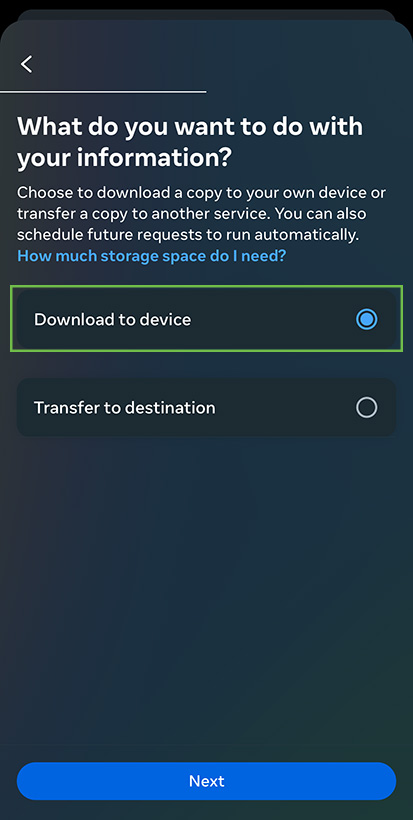 What do you want to do with
your information?
Choose to download a copy to your own device or
transfer a copy to another service. You can also
schedule future requests to run automatically.
How much storage space do I need?
Download to device
Transfer to destination
Next